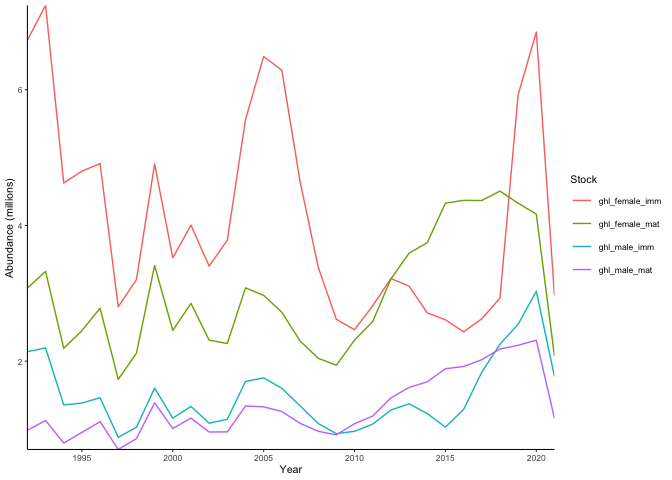 Abundance (millions)
6
4
2
1995
2000
2005
2010
2015
2020
Year
Stock
ghl_female_imm
ghl_female_mat
ghl_male_imm
ghl_male_mat